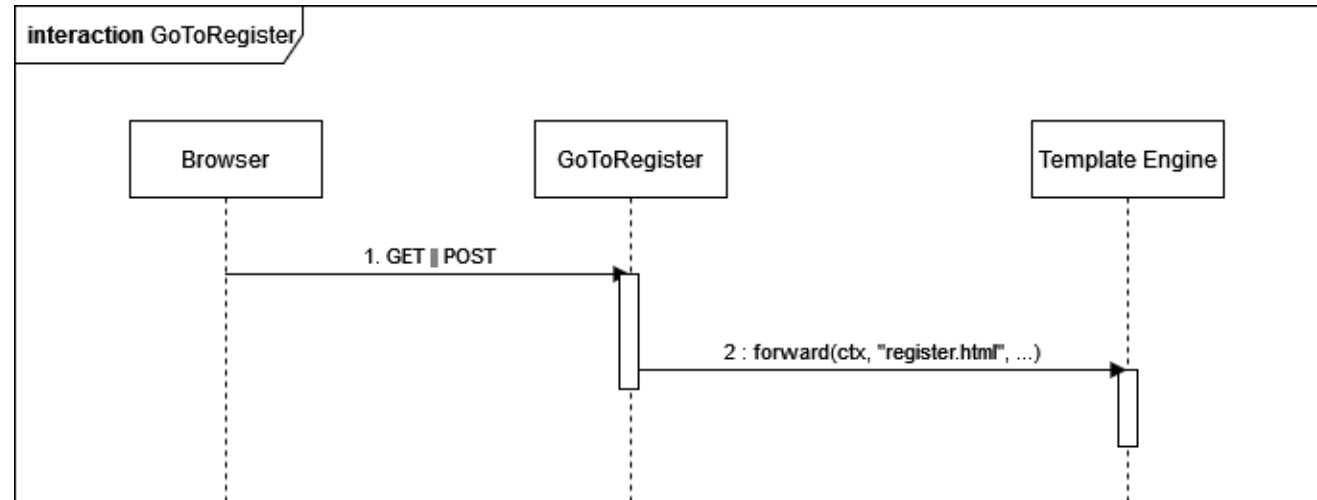 interaction GoToRegister
Browser
GoToRegister
Template Engine
1. GET || POST
2 : forward(ctx, "register.html", ...)